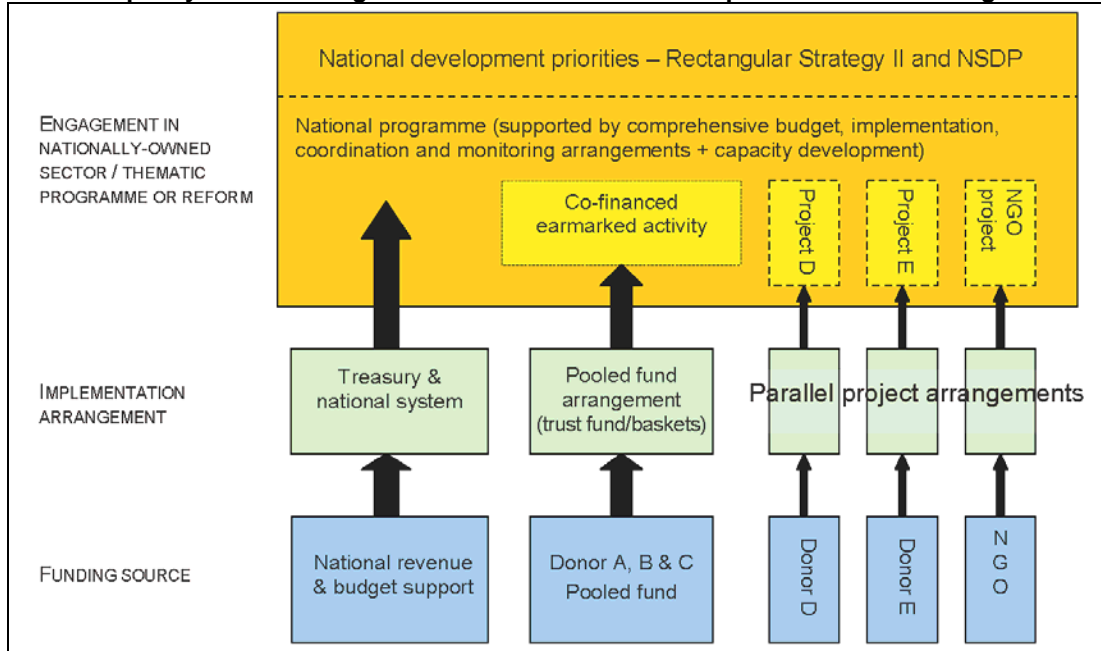 National development priorities – Rectangular Strategy II and NSDP
ENGAGEMENT IN
NATIONALLY-OWNED
SECTOR / THEMATIC
PROGRAMME OR REFORM
National programme (supported by comprehensive budget, implementation,
coordination and monitoring arrangements + capacity development)
Co-financed
earmarked activity
Project D
Project E
NGO
project
IMPLEMENTATION
ARRANGEMENT
Treasury &
national system
Pooled fund
arrangement
(trust fund/baskets)
Parallel project arrangements
FUNDING SOURCE
National revenue
& budget support
Donor A, B & C
Pooled fund
Donor D
Donor E
N
G
O